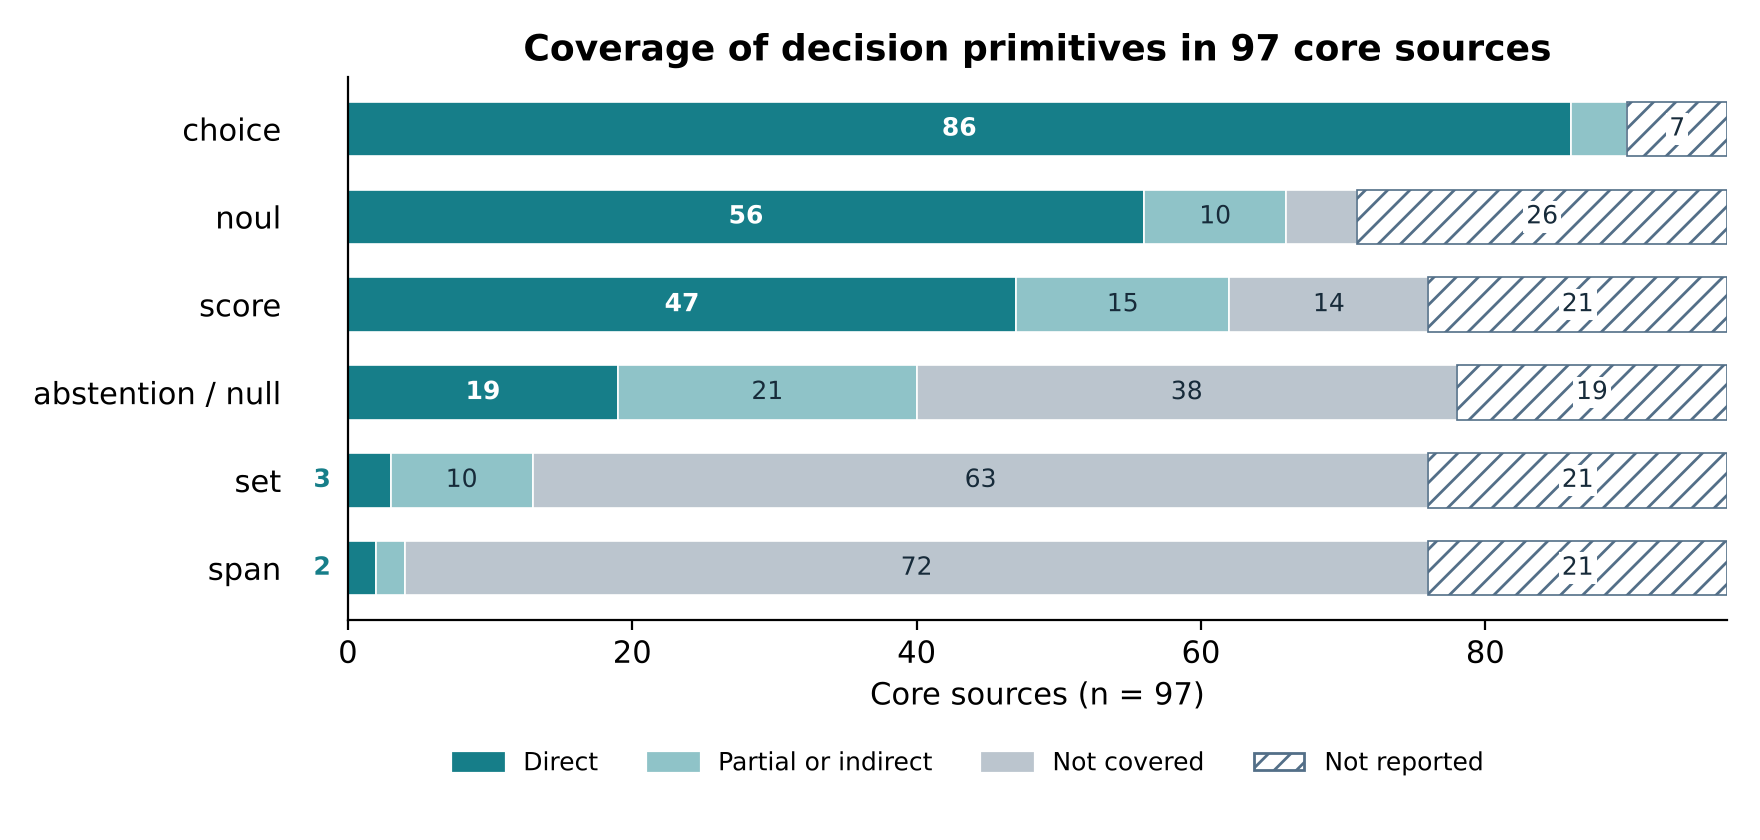 Coverage of decision primitives in 97 core sources
choice 86 7
noul 56 10 26
score 47 15 14 21
abstention / null 19 21 38 19
set 3 10 63 21
span 2 72 21
0 20 40 60 80
Core sources (n = 97)
Direct Partial or indirect Not covered Not reported